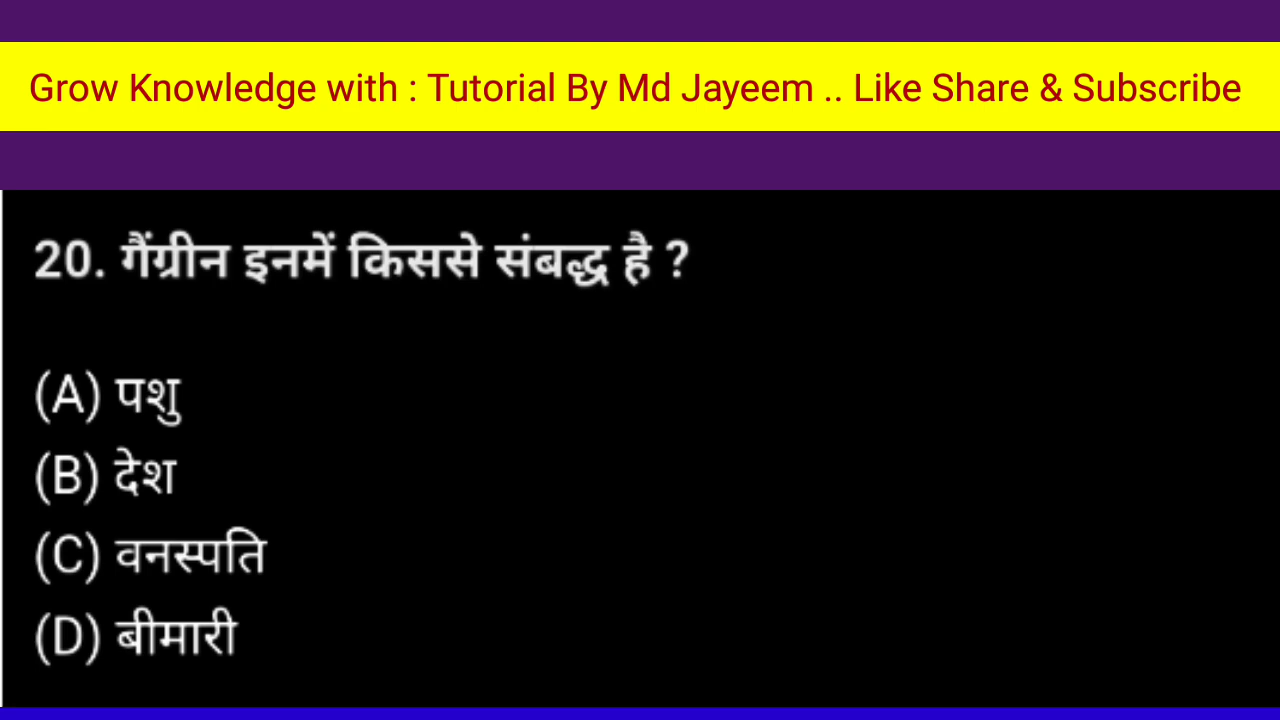 Grow Knowledge with : Tutorial By Md Jayeem .. Like Share & Subscribe
20. गैंग्रीन इनमें किससे संबद्ध है ?
(A) पशु
(B) देश
(C) वनस्पति
(D) बीमारी